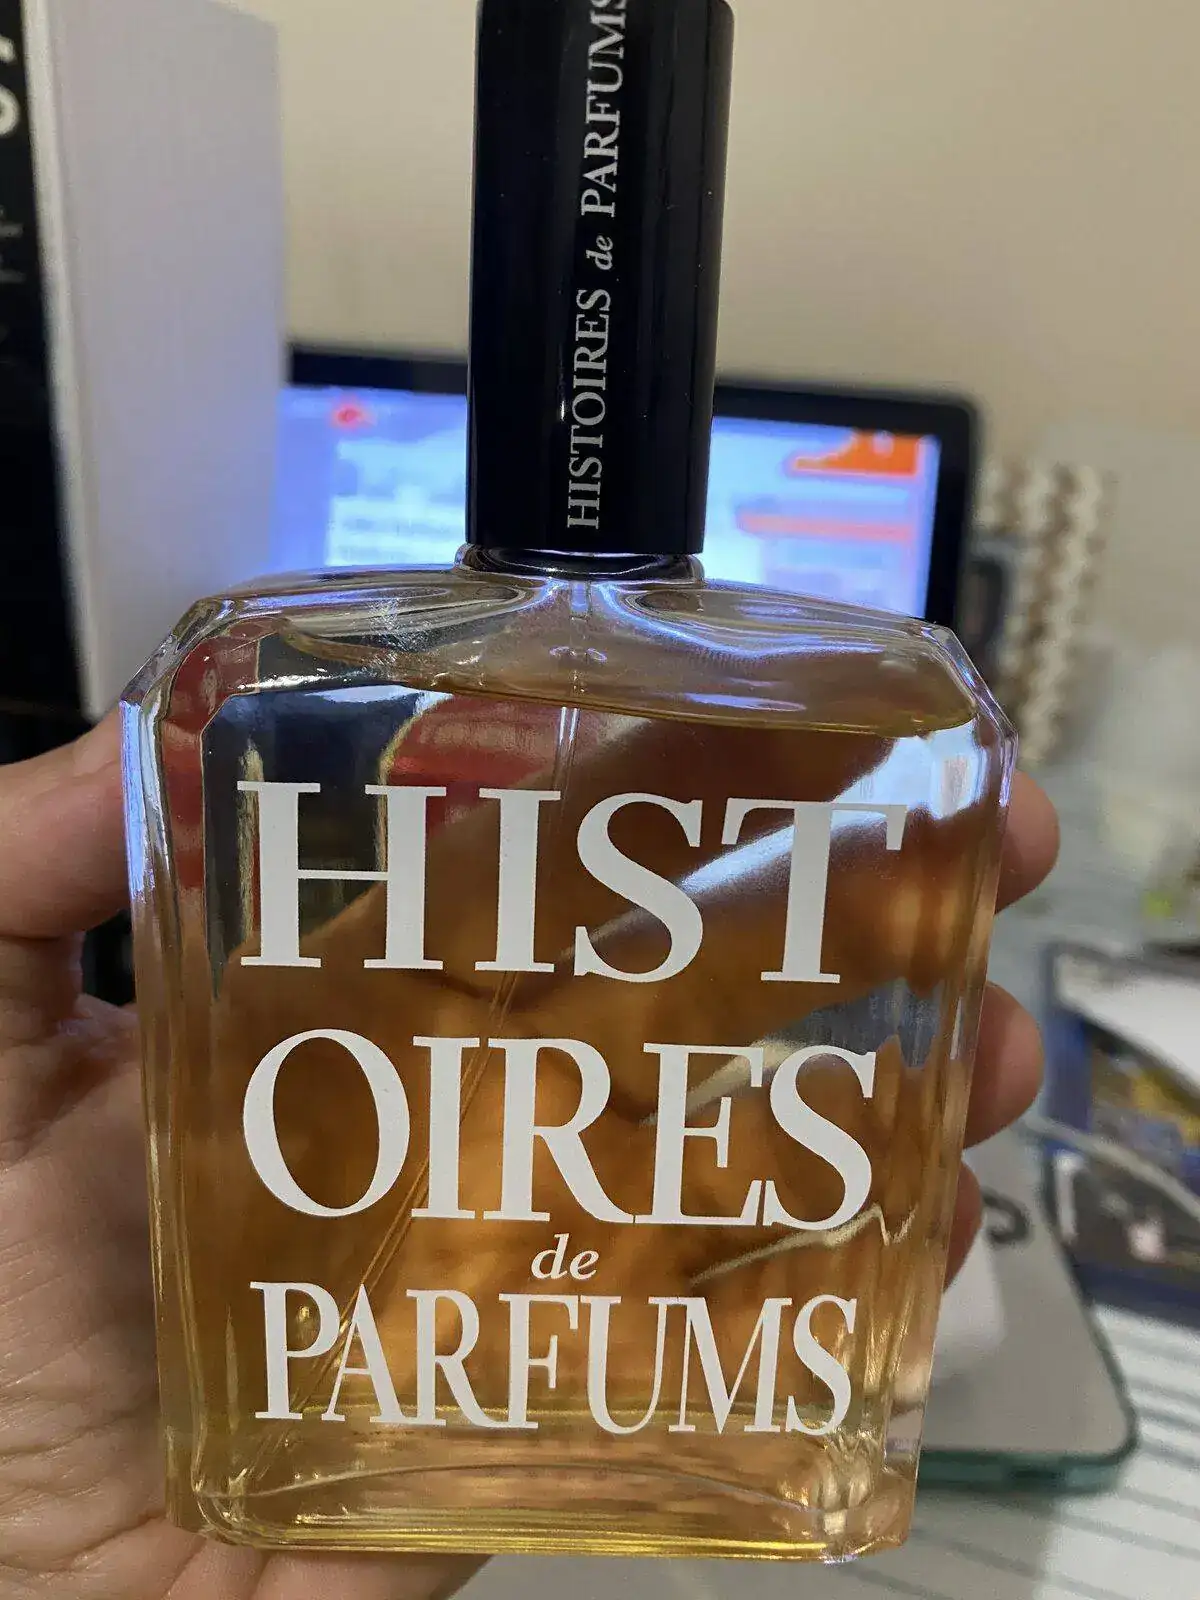 HISTOIRES de PARFUMS
HIST
OIRES
de
PARFUMS